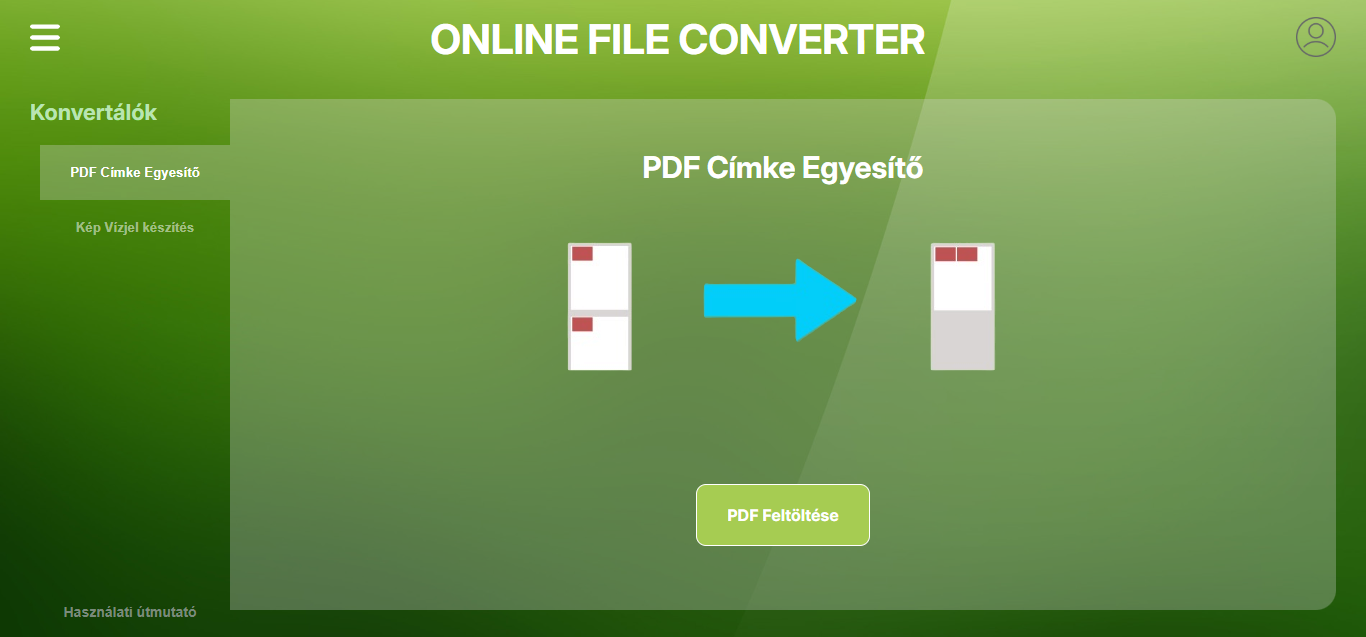 ONLINE FILE CONVERTER
Konvertálók
PDF Címke Egyesítő
Kép Vízjel készítés
Használati útmutató
PDF Címke Egyesítő
PDF Feltöltése